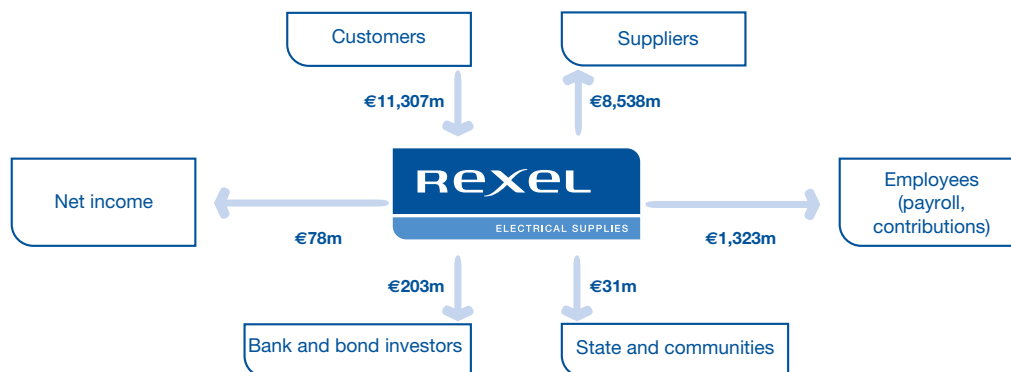 Customers
Suppliers
€11,307m
€8,538m
Net income
REXEL
ELECTRICAL SUPPLIES
Employees
(payroll,
contributions)
€78m
€1,323m
€203m
€31m
Bank and bond investors
State and communities